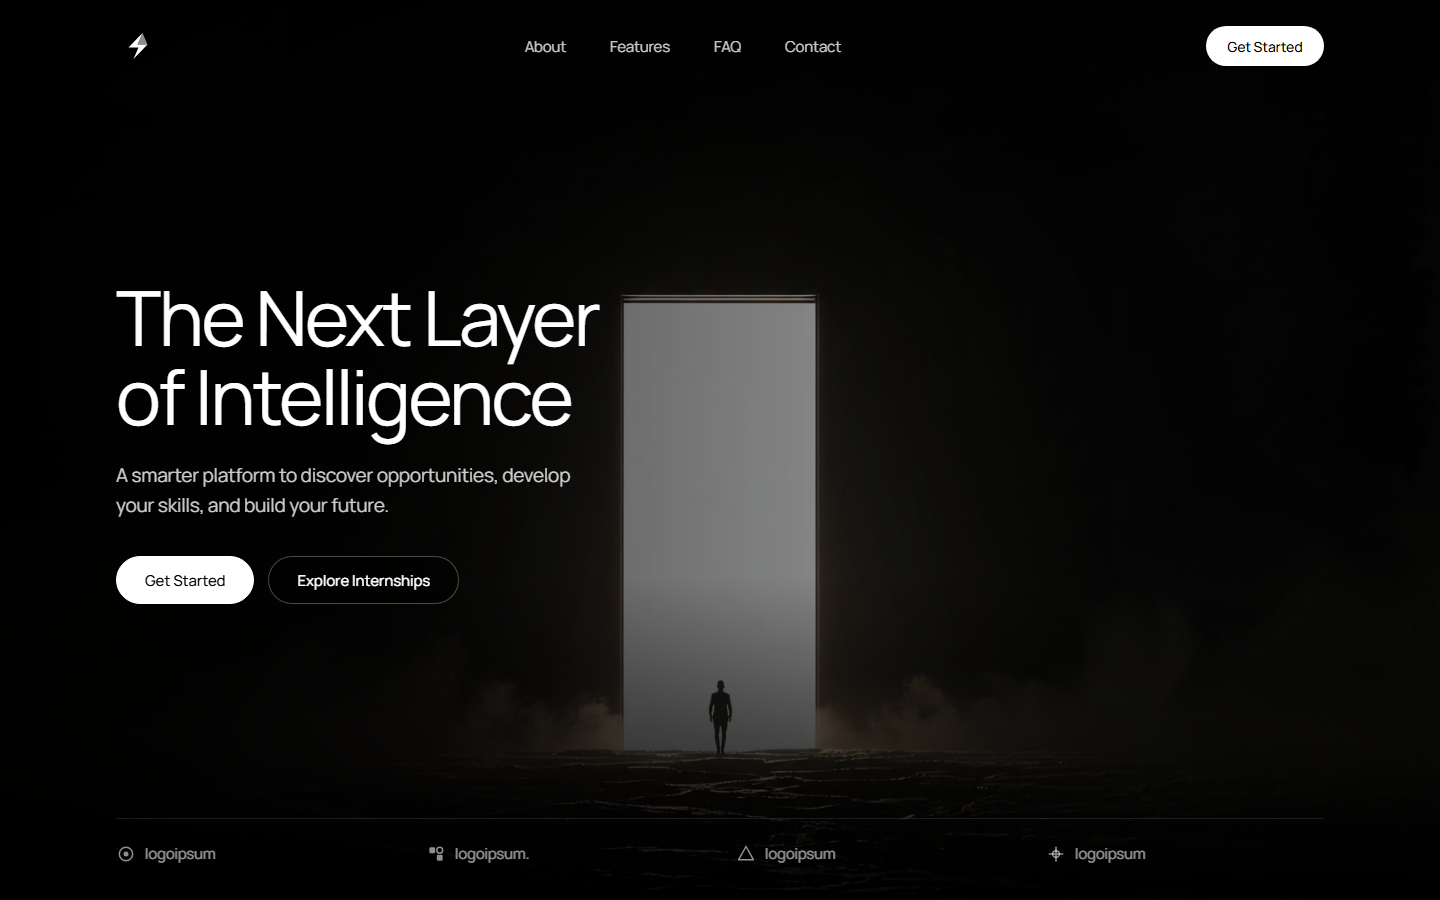 About
Features
FAQ
Contact
Get Started
The Next Layer
of Intelligence
A smarter platform to discover opportunities, develop
your skills, and build your future.
Get Started
Explore Internships
logoipsum
logoipsum.
logoipsum
logoipsum